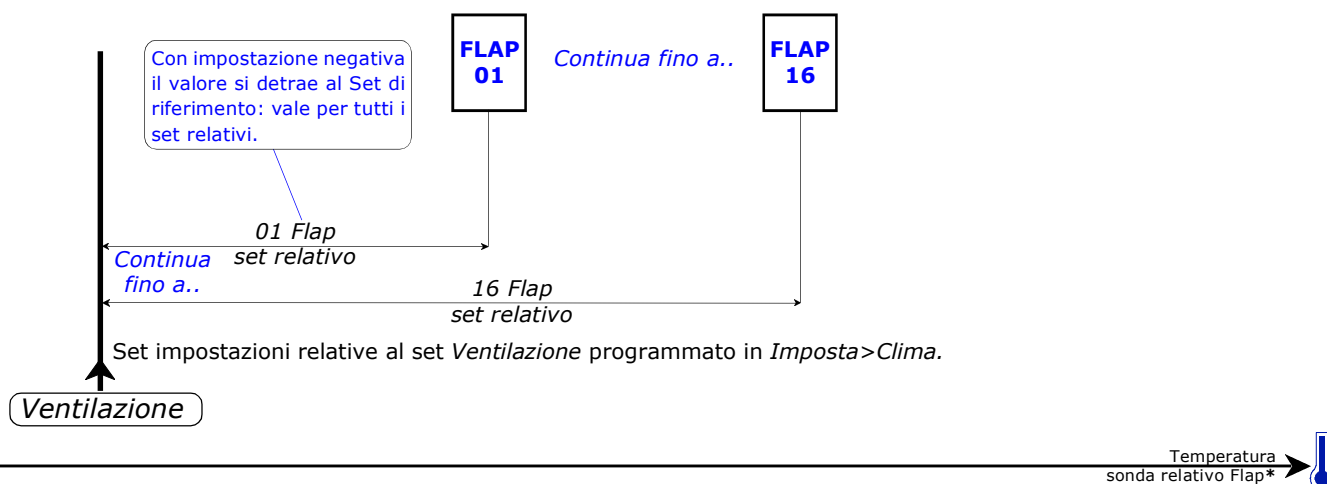 Con impostazione negativa
il valore si detrae al Set di
riferimento: vale per tutti i
set relativi.
FLAP
01
Continua fino a..
FLAP
16
01 Flap
set relativo
Continua
fino a..
16 Flap
set relativo
Set impostazioni relative al set Ventilazione programmato in Imposta>Clima.
Ventilazione
Temperatura
sonda relativo Flap*